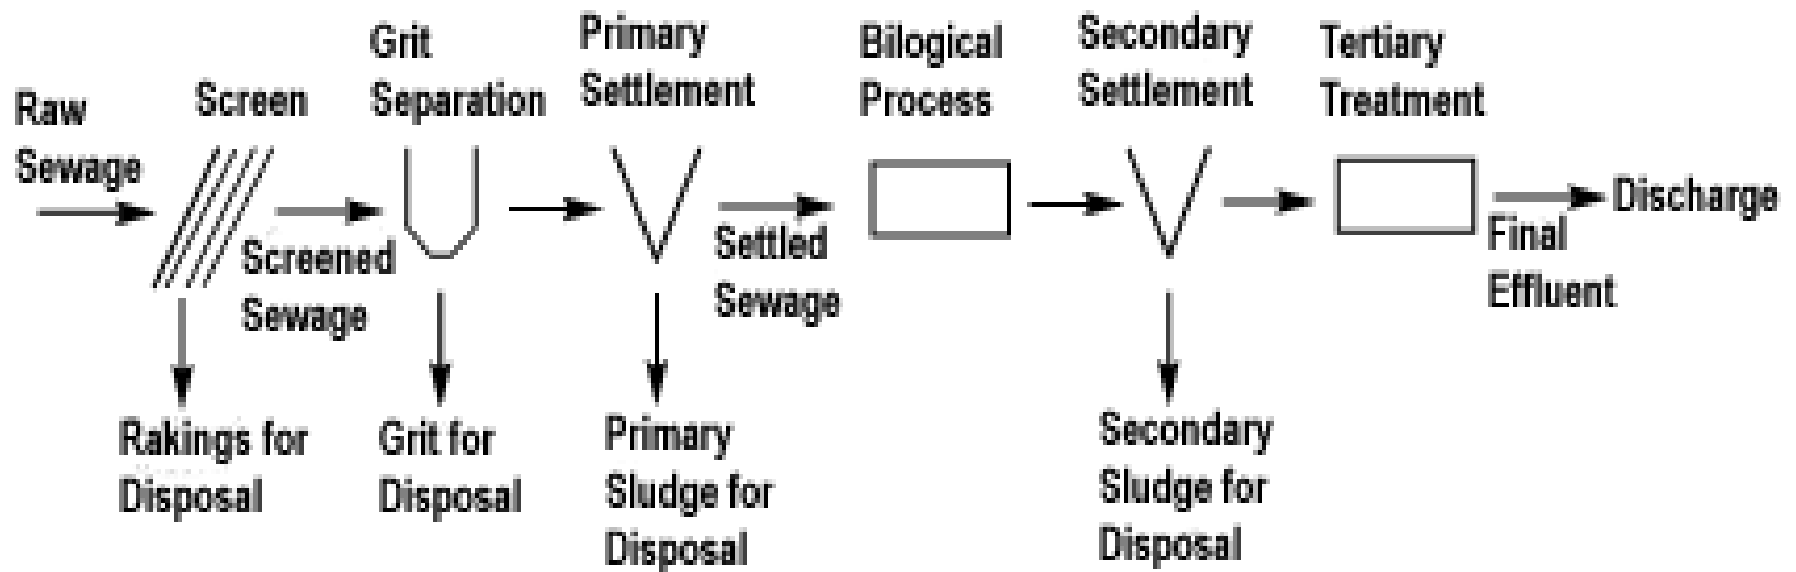 Raw
Sewage
Screen
Grit
Separation
Primary
Settlement
Bilogical
Process
Secondary
Settlement
Tertiary
Treatment
Screened
Sewage
Settled
Sewage
Final
Effluent
Discharge
Rakings for
Disposal
Grit for
Disposal
Primary
Sludge for
Disposal
Secondary
Sludge for
Disposal